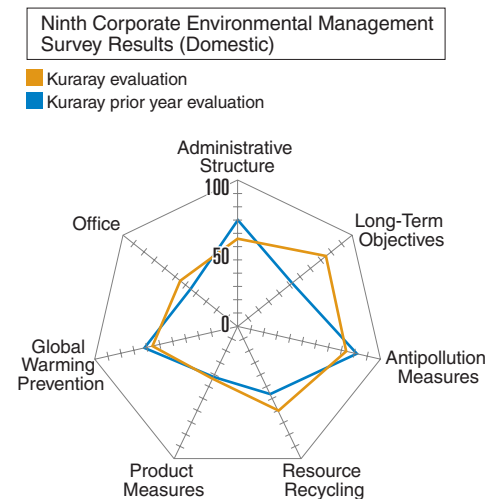 Ninth Corporate Environmental Management
Survey Results (Domestic)
Kuraray evaluation
Kuraray prior year evaluation
Administrative
Structure
100
Office
Long-Term
Objectives
50
0
Global
Warming
Prevention
Antipollution
Measures
Product
Measures
Resource
Recycling